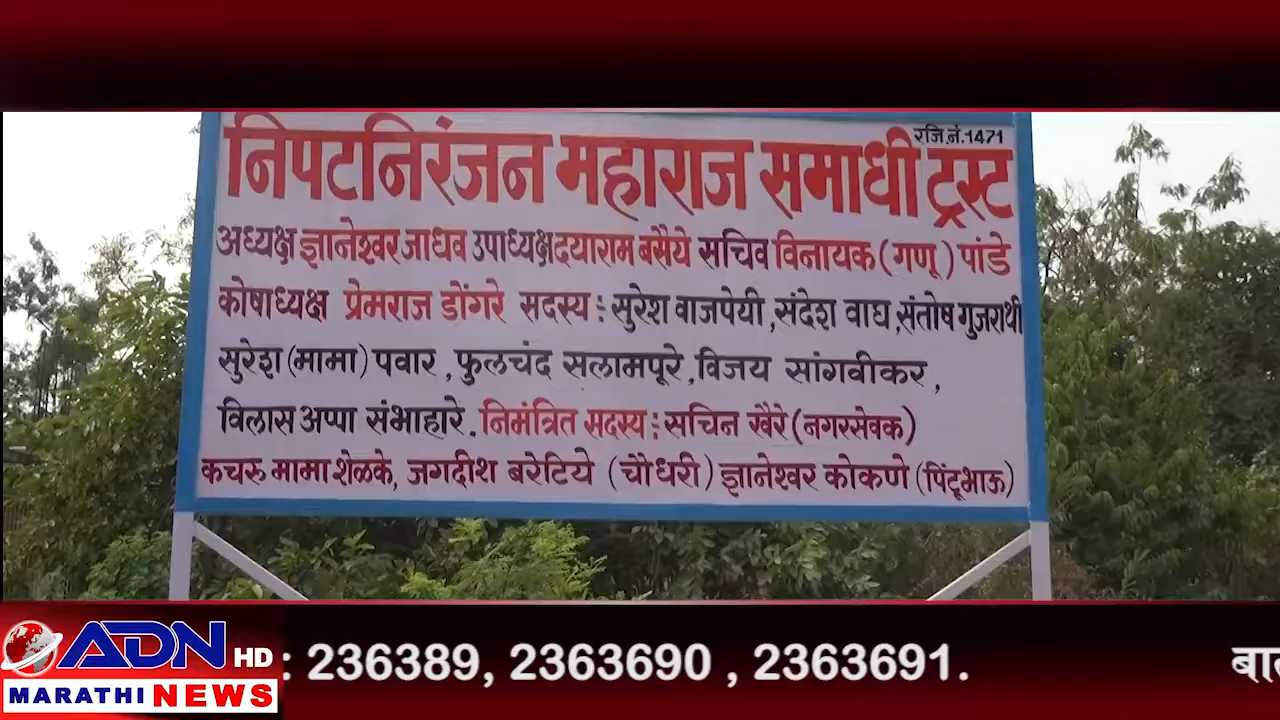 रजि.नं.1471
निपटनिरंजन महाराज समाधी ट्रस्ट
अध्यक्ष ज्ञानेश्वर जाधव उपाध्यक्ष दयाराम बसैये सचिव विनायक (गणू) पांडे
कोषाध्यक्ष प्रेमराज डोंगरे सदस्य : सुरेश वाजपेयी, संदेश वाघ, संतोष गुजराथी
सुरेश (मामा) पवार, फुलचंद सलामपूरे, विजय सांगवीकर,
विलास अप्पा संभाहारे. निमंत्रित सदस्य : सचिन खैरे (नगरसेवक)
कचरु मामा शेळके, जगदीश बरेटिये (चौधरी) ज्ञानेश्वर कोकणे (पिंटूभाऊ)
ADN HD
MARATHI NEWS
: 236389, 2363690 , 2363691.